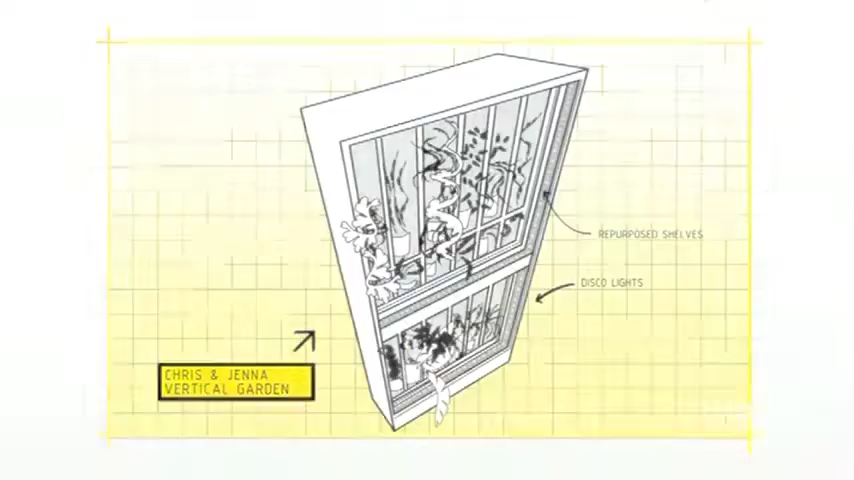 REPURPOSED SHELVES
DISCO LIGHTS
CHRIS & JENNA
VERTICAL GARDEN